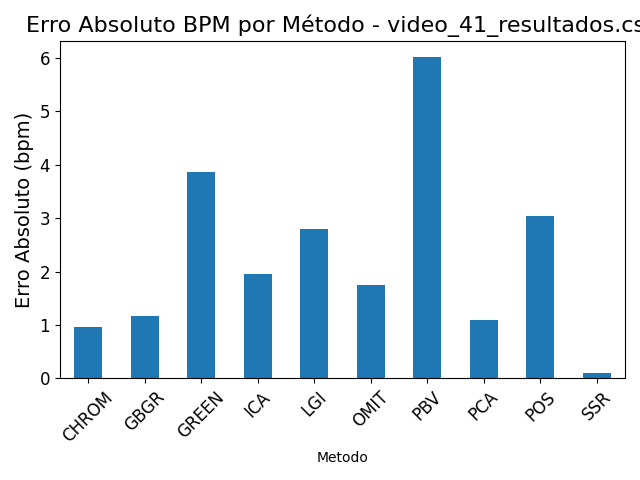 Erro Absoluto BPM por Método - video_41_resultados.cs
Erro Absoluto (bpm)
6
5
4
3
2
1
0
CHROM
GBGR
GREEN
ICA
LGI
OMIT
PBV
PCA
POS
SSR
Metodo